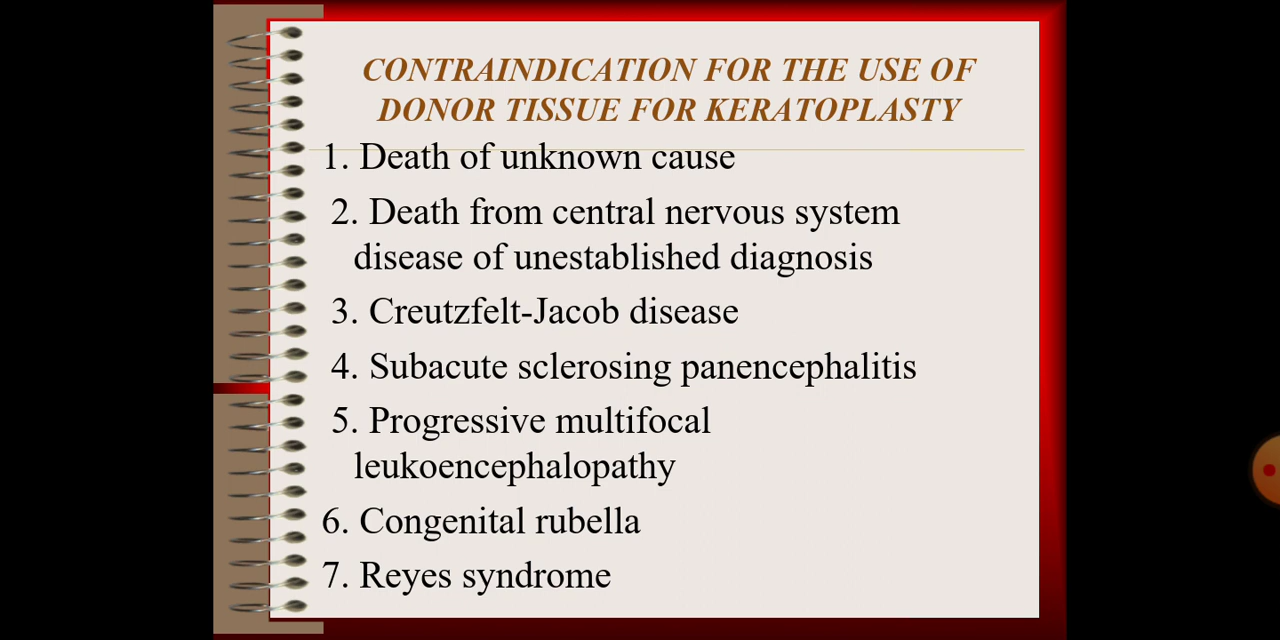 CONTRAINDICATION FOR THE USE OF
DONOR TISSUE FOR KERATOPLASTY
1. Death of unknown cause
2. Death from central nervous system
disease of unestablished diagnosis
3. Creutzfelt-Jacob disease
4. Subacute sclerosing panencephalitis
5. Progressive multifocal
leukoencephalopathy
6. Congenital rubella
7. Reyes syndrome